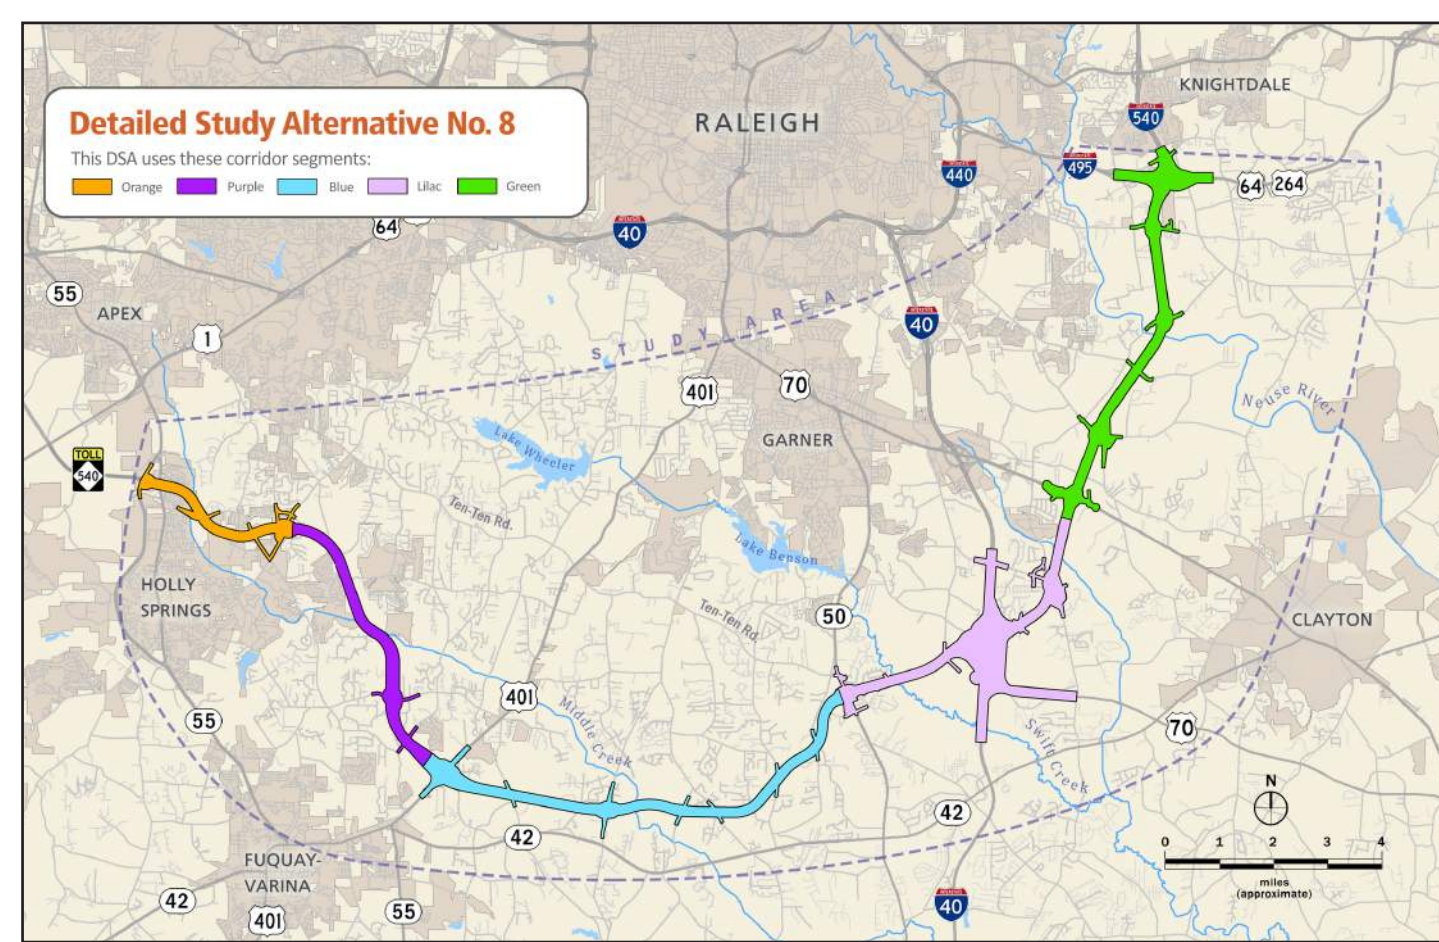 Detailed Study Alternative No. 8
This DSA uses these corridor segments:
Orange Purple Blue Lilac Green
RALEIGH
KNIGHTDALE
540
495
440
64 264
64
40
55
APEX
1
40
STUDY AREA
401
70
Neuse River
GARNER
Lake Wheeler
TOLL
540
Ten-Ten Rd.
Lake Benson
HOLLY
SPRINGS
Ten-Ten Rd.
50
CLAYTON
401
Middle Creek
55
70
Swift Creek
42
42
N
0 1 2 3 4
miles
(approximate)
FUQUAY-
VARINA
42
401
55
40